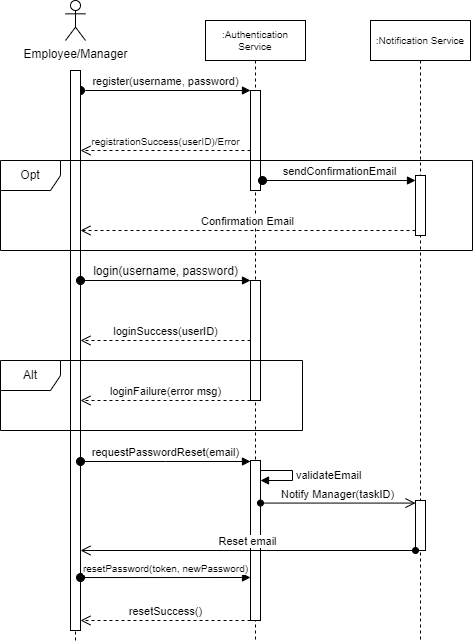 :Authentication
Service
:Notification Service
Employee/Manager
register(username, password)
registrationSuccess(userID)/Error
Opt
sendConfirmationEmail
Confirmation Email
login(username, password)
loginSuccess(userID)
Alt
loginFailure(error msg)
requestPasswordReset(email)
validateEmail
Notify Manager(taskID)
Reset email
resetPassword(token, newPassword)
resetSuccess()